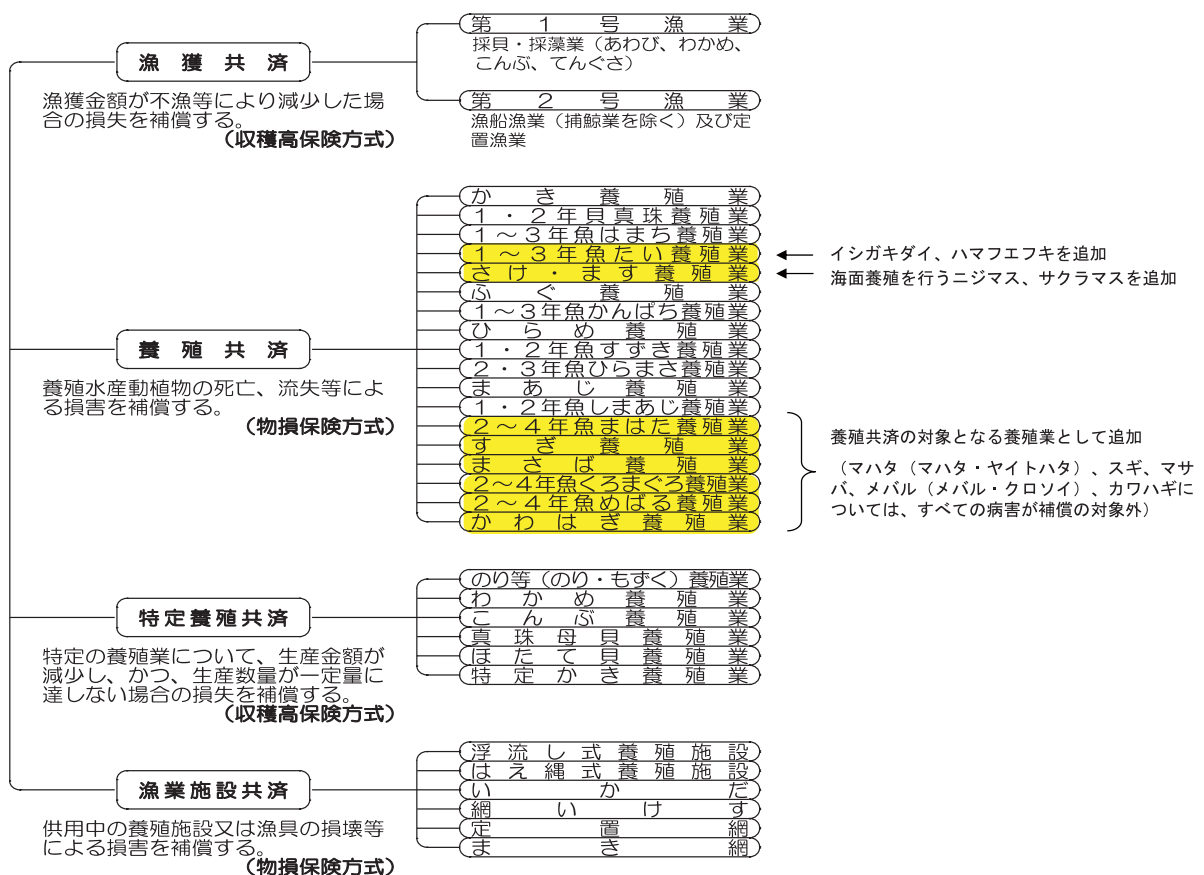 漁獲共済
漁獲金額が不漁等により減少した場
合の損失を補償する。
（収穫高保険方式）
第1号漁業
採貝・採藻業（あわび、わかめ、
こんぶ、てんぐさ）
第2号漁業
漁船漁業（捕鯨業を除く）及び定
置漁業
養殖共済
養殖水産動植物の死亡、流失等によ
る損害を補償する。
（物損保険方式）
かき養殖業
1・2年貝真珠養殖業
1～3年魚はまち養殖業
1～3年魚たい養殖業
さけ・ます養殖業
ふぐ養殖業
1～3年魚かんぱち養殖業
ひらめ養殖業
1・2年魚すずき養殖業
2・3年魚ひらまさ養殖業
まあじ養殖業
1・2年魚しまあじ養殖業
2～4年魚まはた養殖業
すぎ養殖業
まさば養殖業
2～4年魚くろまぐろ養殖業
2～4年魚めばる養殖業
かわはぎ養殖業
イシガキダイ、ハマフエフキを追加
海面養殖を行うニジマス、サクラマスを追加
養殖共済の対象となる養殖業として追加
（マハタ（マハタ・ヤイトハタ）、スギ、マサ
バ、メバル（メバル・クロソイ）、カワハギに
ついては、すべての病害が補償の対象外）
特定養殖共済
特定の養殖業について、生産金額が
減少し、かつ、生産数量が一定量に
達しない場合の損失を補償する。
（収穫高保険方式）
のり等（のり・もずく）養殖業
わかめ養殖業
こんぶ養殖業
真珠母貝養殖業
ほたて貝養殖業
特定かき養殖業
漁業施設共済
供用中の養殖施設又は漁具の損壊等
による損害を補償する。
（物損保険方式）
浮流し式養殖施設
はえ縄式養殖施設
いかだ
網いけす
定置網
まき網